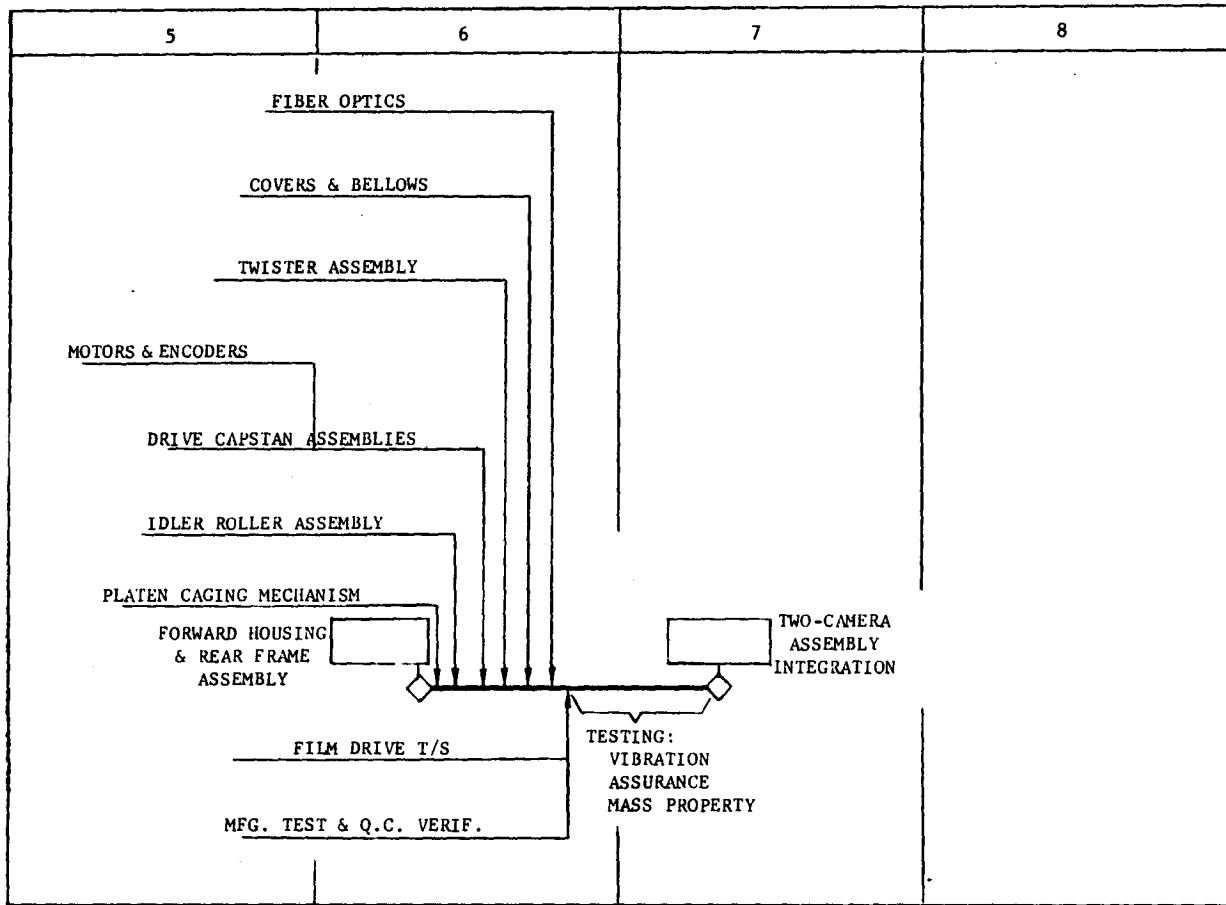 5 6 7 8
FIBER OPTICS
COVERS & BELLOWS
TWISTER ASSEMBLY
MOTORS & ENCODERS
DRIVE CAPSTAN ASSEMBLIES
IDLER ROLLER ASSEMBLY
PLATEN CAGING MECHANISM
FORWARD HOUSING
& REAR FRAME
ASSEMBLY
TWO-CAMERA
ASSEMBLY
INTEGRATION
FILM DRIVE T/S
TESTING:
VIBRATION
ASSURANCE
MASS PROPERTY
MFG. TEST & Q.C. VERIF.